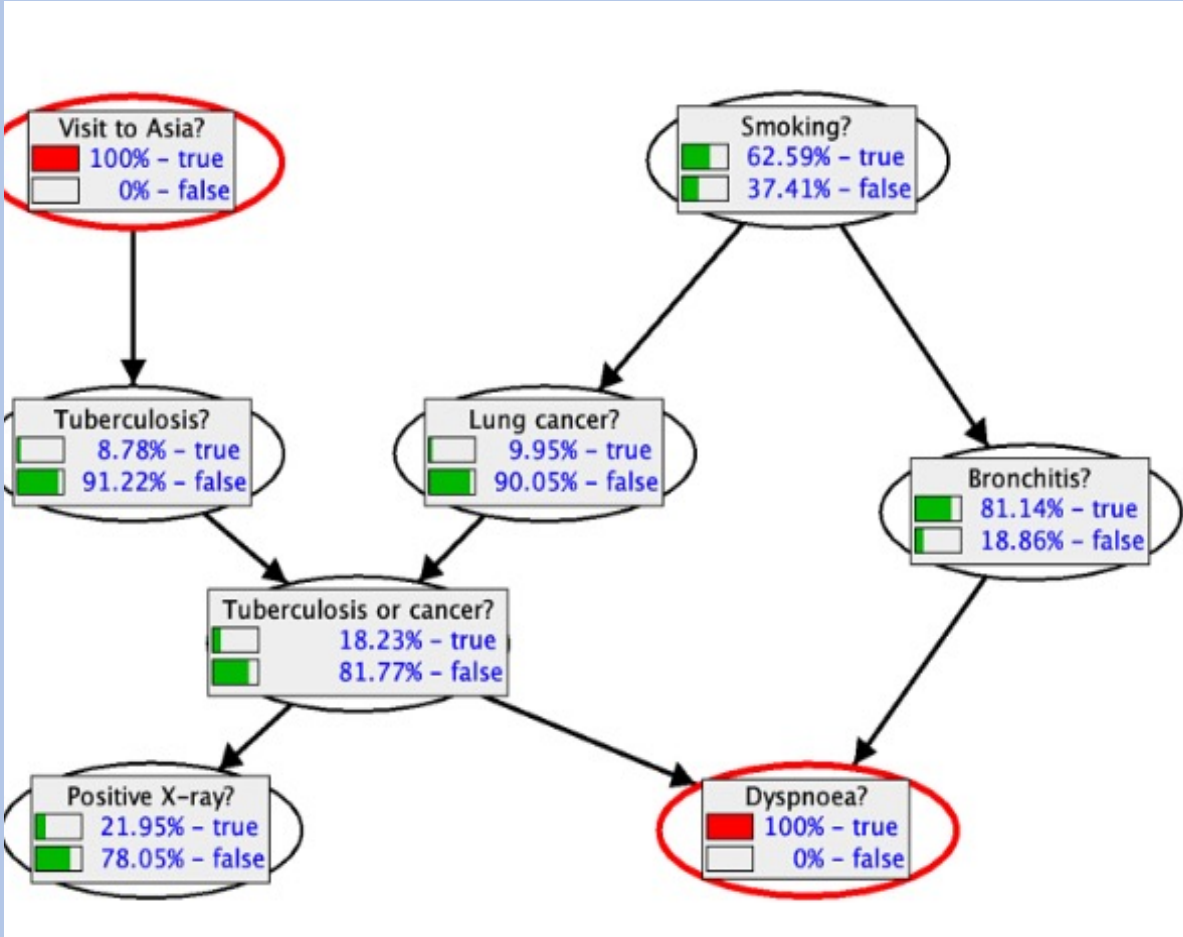 Visit to Asia?
100% – true
0% – false
Smoking?
62.59% – true
37.41% – false
Tuberculosis?
8.78% – true
91.22% – false
Lung cancer?
9.95% – true
90.05% – false
Bronchitis?
81.14% – true
18.86% – false
Tuberculosis or cancer?
18.23% – true
81.77% – false
Positive X–ray?
21.95% – true
78.05% – false
Dyspnoea?
100% – true
0% – false